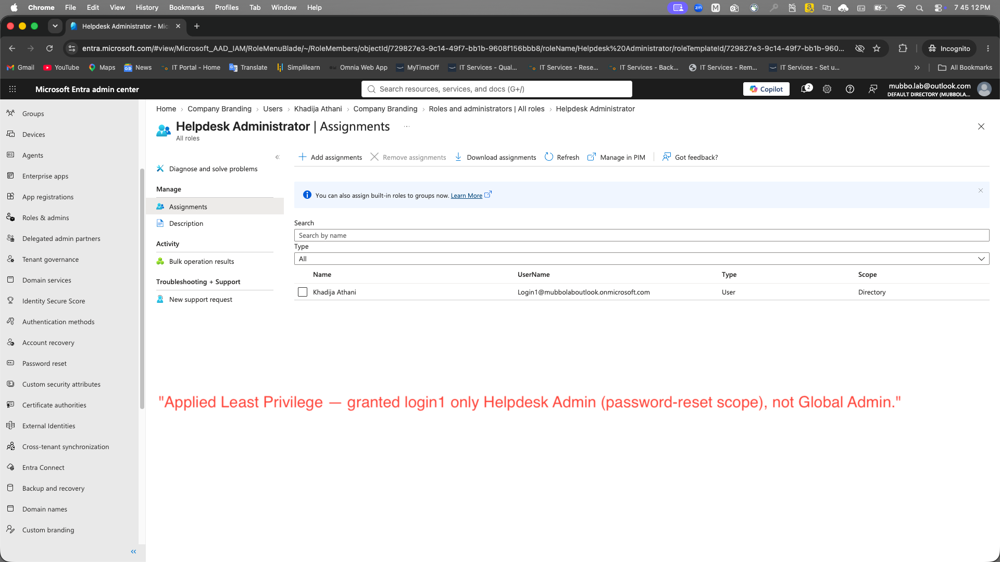 Chrome File Edit View History Bookmarks Profiles Tab Window Help
zm M a 7 45 12 PM
Helpdesk Administrator - Mic
entra.microsoft.com/#view/Microsoft_AAD_IAM/RoleMenuBlade/~/RoleMembers/objectId/729827e3-9c14-49f7-bb1b-9608f156bbb8/roleName/Helpdesk%20Administrator/roleTemplateId/729827e3-9c14-49f7-bb1b-960... Incognito
Gmail YouTube Maps News IT Portal - Home Translate Simplilearn Omnia Web App MyTimeOff IT Services - Qual... IT Services - Rese... IT Services - Back... IT Services - Rem... IT Services - Set u... All Bookmarks
Microsoft Entra admin center
Search resources, services, and docs (G+/)
Copilot
2
mubbo.lab@outlook.com
DEFAULT DIRECTORY (MUBBOLA...
Groups
Devices
Agents
Enterprise apps
App registrations
Roles & admins
Delegated admin partners
Tenant governance
Domain services
Identity Secure Score
Authentication methods
Account recovery
Password reset
Custom security attributes
Certificate authorities
External Identities
Cross-tenant synchronization
Entra Connect
Backup and recovery
Domain names
Custom branding
Home > Company Branding > Users > Khadija Athani > Company Branding > Roles and administrators | All roles > Helpdesk Administrator
Helpdesk Administrator | Assignments ...
All roles
Diagnose and solve problems
Manage
Assignments
Description
Activity
Bulk operation results
Troubleshooting + Support
New support request
Add assignments Remove assignments Download assignments Refresh Manage in PIM Got feedback?
You can also assign built-in roles to groups now. Learn More
Search
Search by name
Type
All
Name UserName Type Scope
Khadija Athani Login1@mubbolaboutlook.onmicrosoft.com User Directory
"Applied Least Privilege — granted login1 only Helpdesk Admin (password-reset scope), not Global Admin."